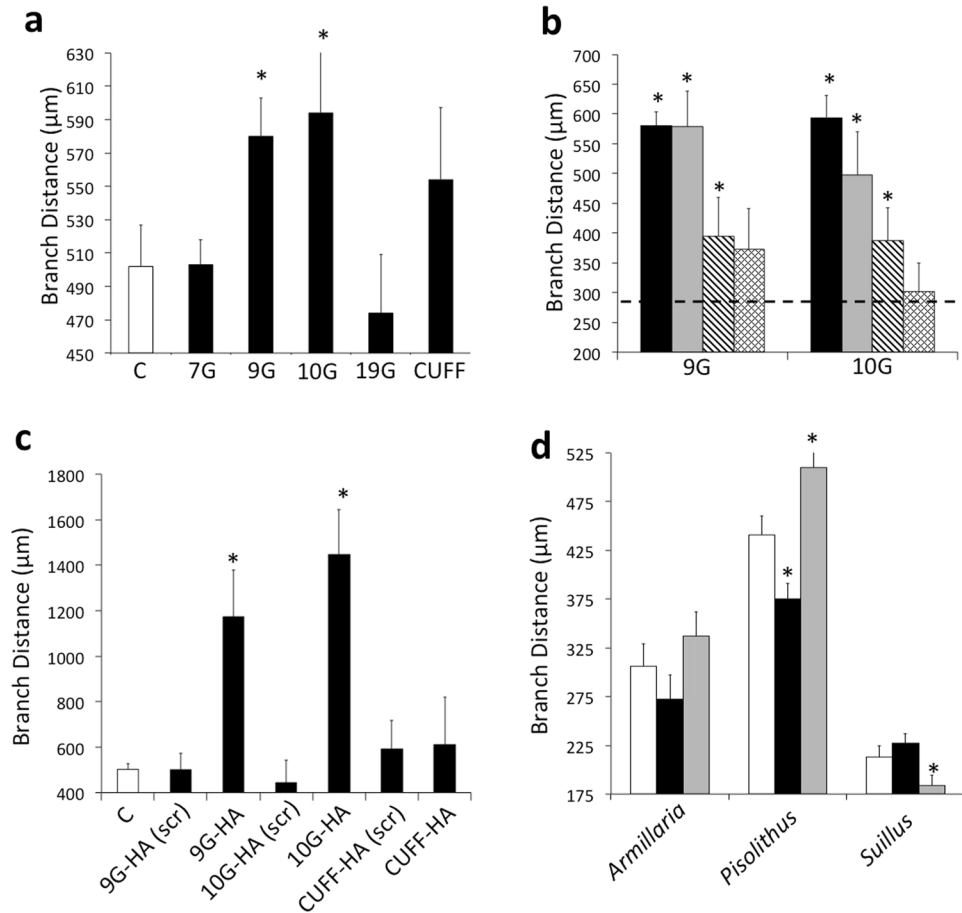 a
Branch Distance (µm)
630
610
590
570
550
530
510
490
470
450
*
*
C 7G 9G 10G 19G CUFF
b
Branch Distance (µm)
700
650
600
550
500
450
400
350
300
250
200
* * *
* * *
9G 10G
c
Branch Distance (µm)
1800
1600
1400
1200
1000
800
600
400
*
*
C
9G-HA (scr)
9G-HA
10G-HA (scr)
10G-HA
CUFF-HA (scr)
CUFF-HA
d
Branch Distance (µm)
525
475
425
375
325
275
225
175
*
*
*
Armillaria
Pisolithus
Suillus